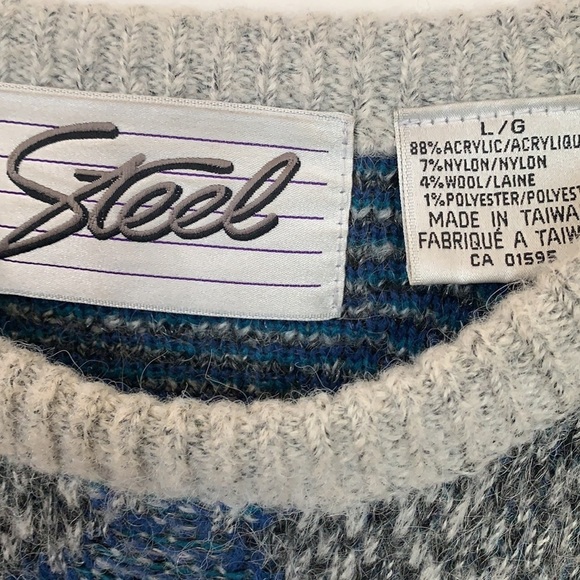 Steel
L/G
88%ACRYLIC/ACRYLIQU
7%NYLON/NYLON
4%WOOL/LAINE
1%POLYESTER/POLYEST
MADE IN TAIWA
FABRIQUÉ A TAIW
CA 01595